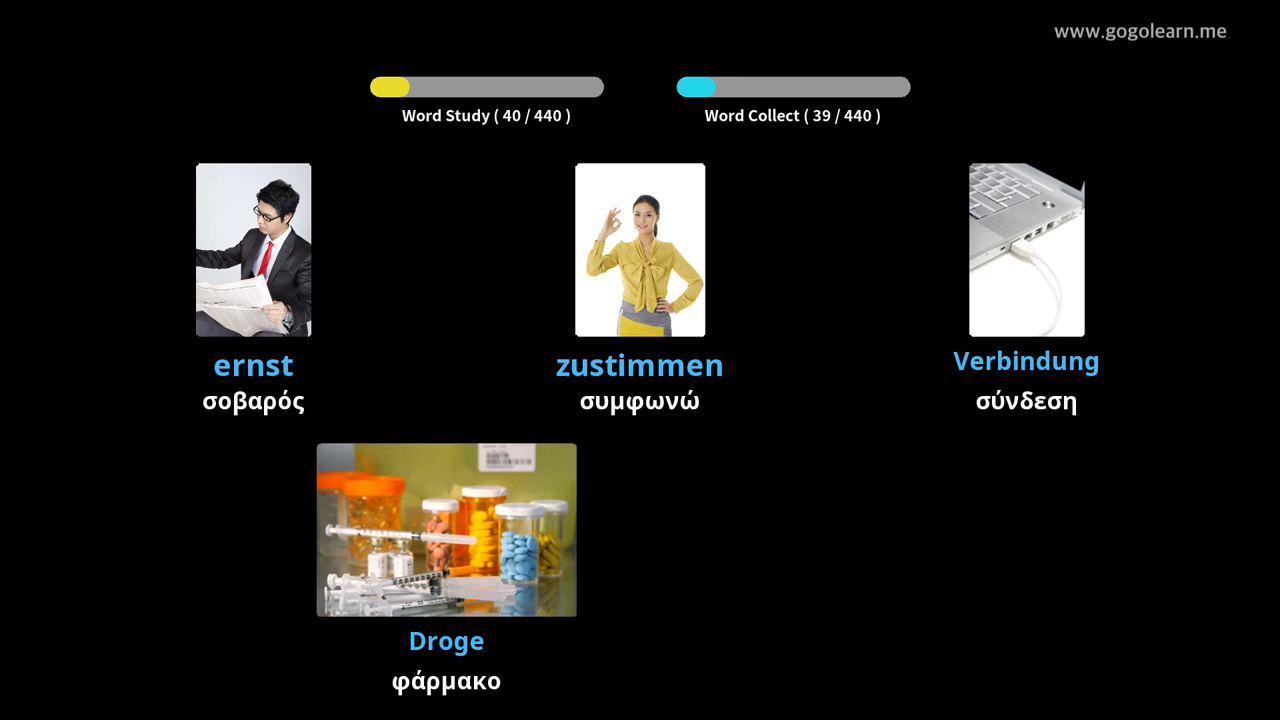 www.gogolearn.me
Word Study ( 40 / 440 )
Word Collect ( 39 / 440 )
ernst
zustimmen
Verbindung
σοβαρός
συμφωνώ
σύνδεση
Droge
φάρμακο